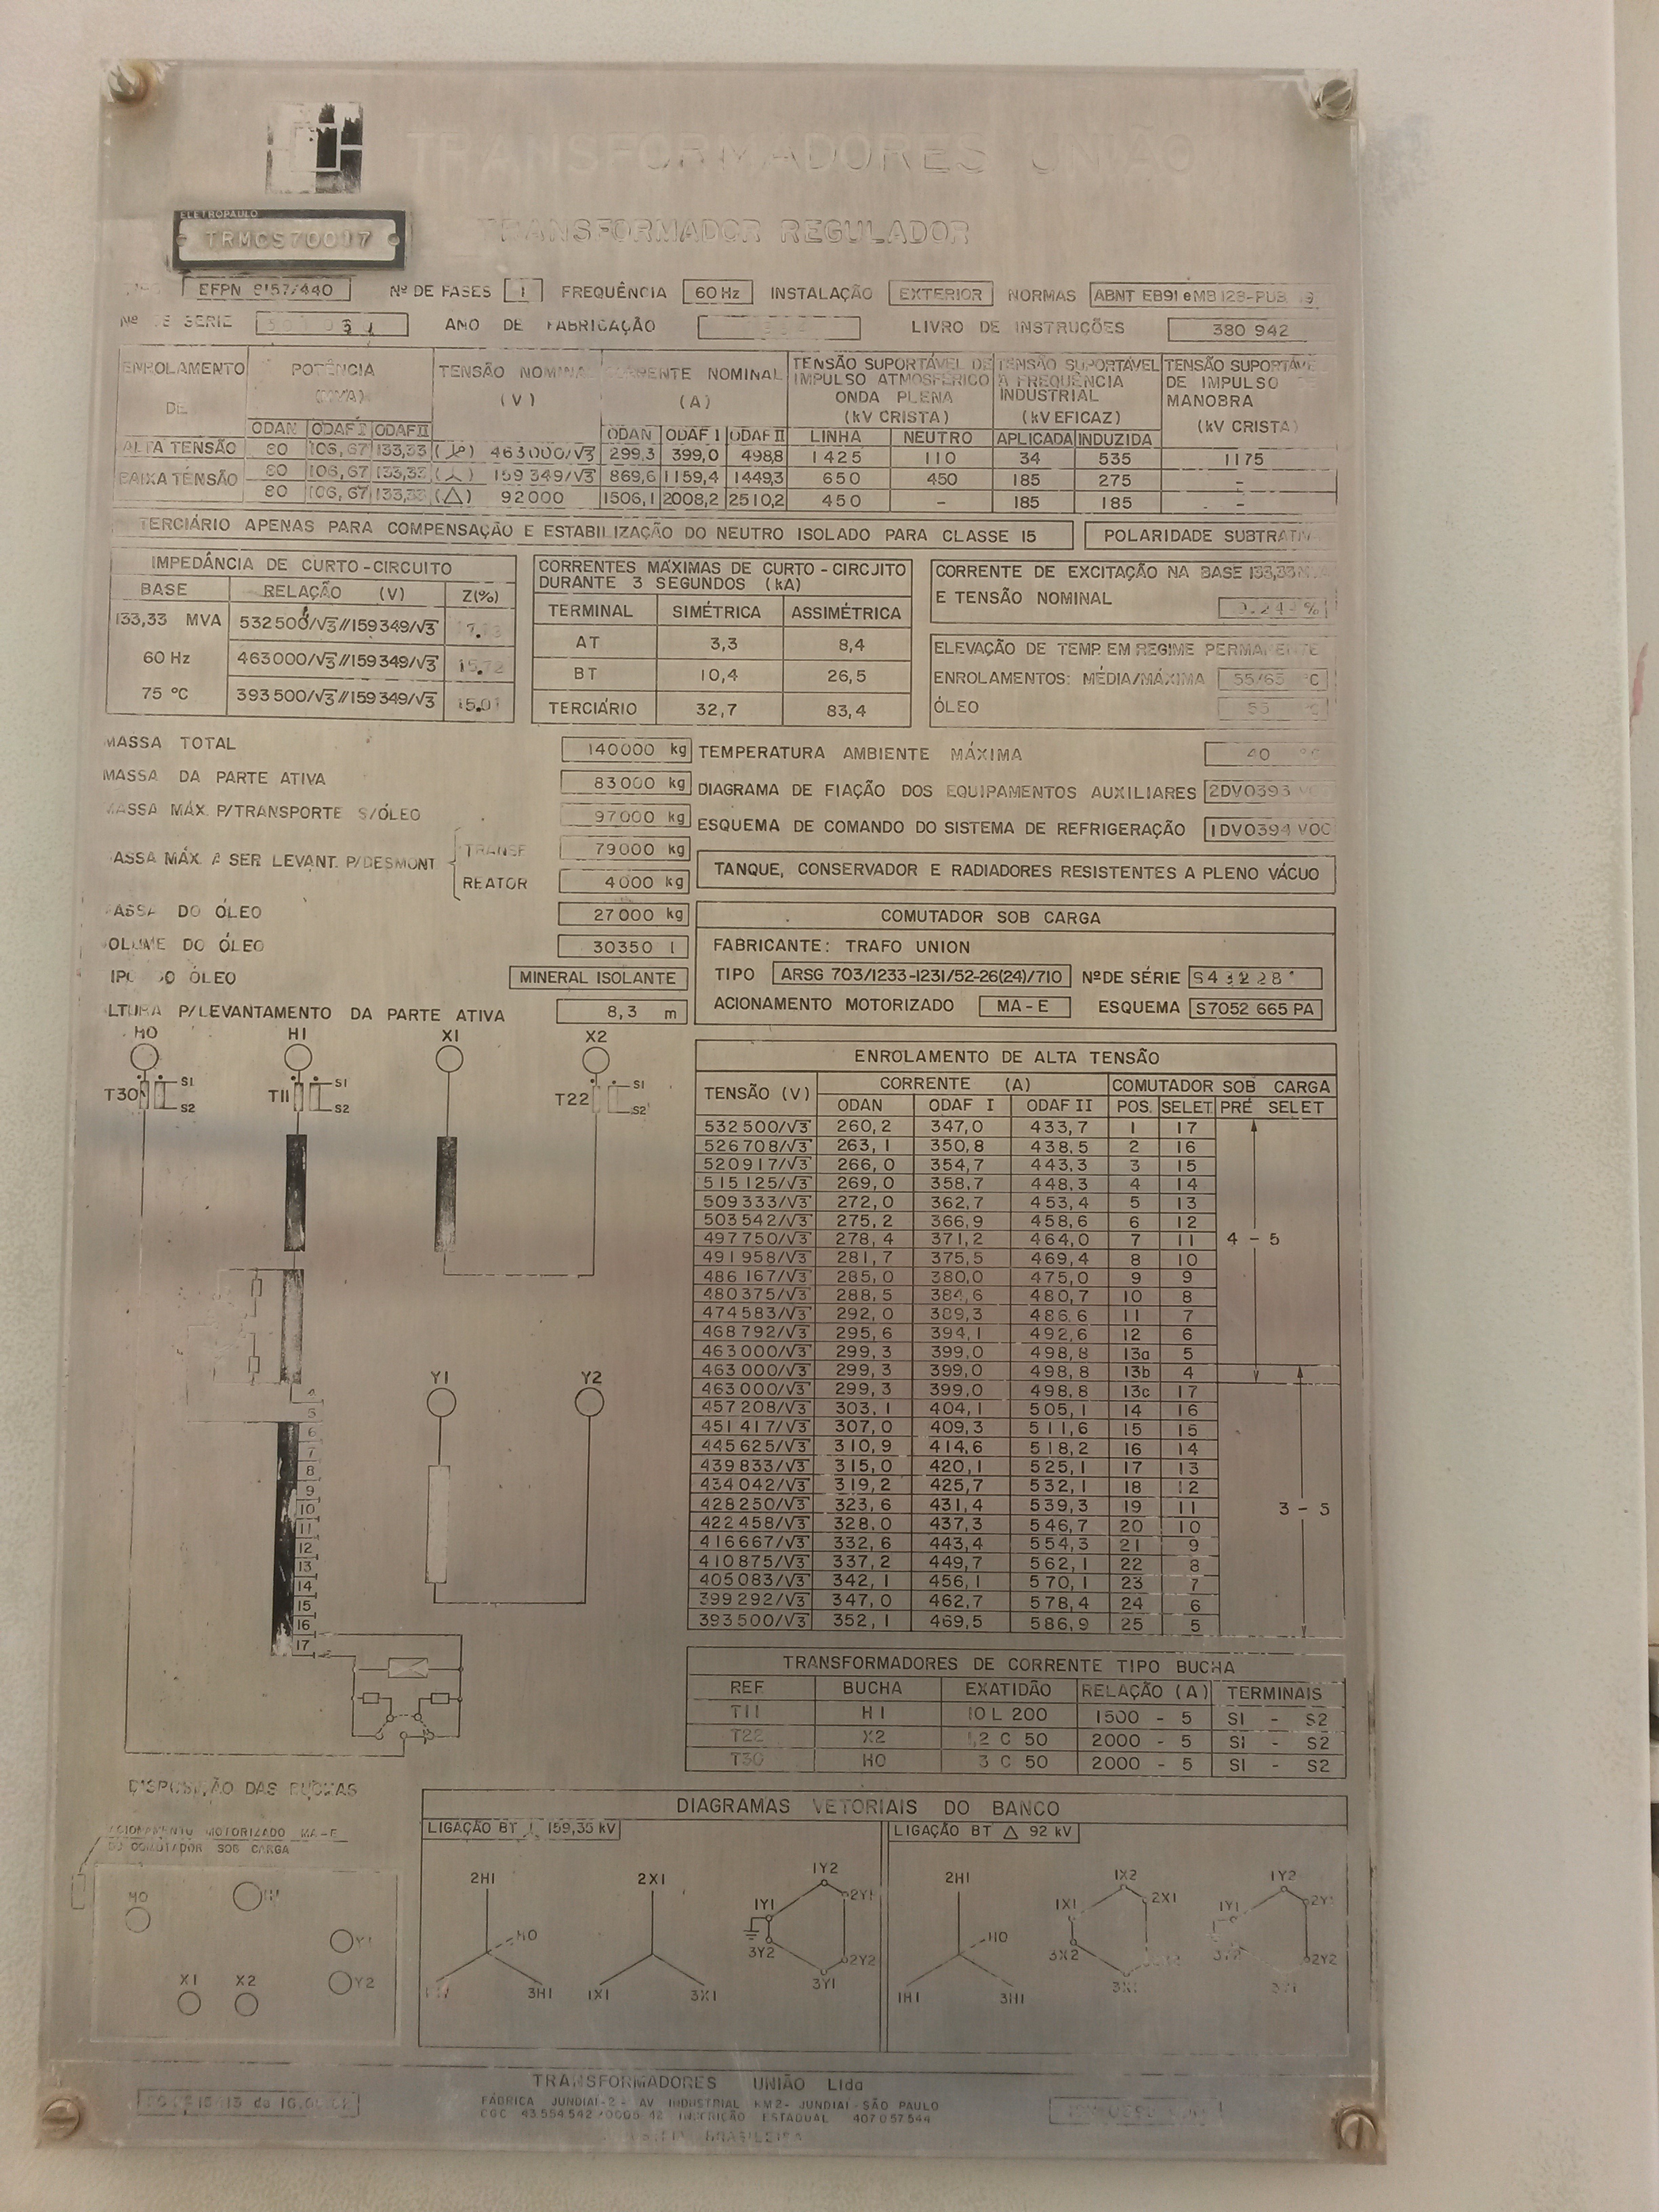 TRANSFORMADORES UNIÃO
ELETROPAULO
TRMCS70017
TRANSFORMADOR REGULADOR
EFPN 8157/440 Nº DE FASES 1 FREQUÊNCIA 60 Hz INSTALAÇÃO EXTERIOR NORMAS ABNT EB91 e MB128-PUB
Nº DE SERIE ANO DE FABRICAÇÃO LIVRO DE INSTRUÇÕES 380 942
ENROLAMENTO DE POTÊNCIA (MVA) TENSÃO NOMINAL (V) CORRENTE NOMINAL (A) TENSÃO SUPORTÁVEL DE IMPULSO ATMOSFÉRICO ONDA PLENA (kV CRISTA) TENSÃO SUPORTÁVEL À FREQUÊNCIA INDUSTRIAL (kV EFICAZ) TENSÃO SUPORTÁVEL DE IMPULSO DE MANOBRA (kV CRISTA)
ODAN ODAF I ODAF II ODAN ODAF I ODAF II LINHA NEUTRO APLICADA INDUZIDA
ALTA TENSÃO 80 106,67 133,33 463000/√3 299,3 399,0 498,8 1425 110 34 535 1175
BAIXA TENSÃO 80 106,67 133,33 (⅄) 159349/√3 869,6 1159,4 1449,3 650 450 185 275 -
80 106,67 133,33 (△) 92000 1506,1 2008,2 2510,2 450 - 185 185 -
TERCIÁRIO APENAS PARA COMPENSAÇÃO E ESTABILIZAÇÃO DO NEUTRO ISOLADO PARA CLASSE 15 POLARIDADE SUBTRATIVA
IMPEDÂNCIA DE CURTO-CIRCUITO
BASE RELAÇÃO (V) Z(%)
133,33 MVA 532500/√3//159349/√3
60 Hz 463000/√3//159349/√3 15,72
75 °C 393500/√3//159349/√3 15,01
CORRENTES MÁXIMAS DE CURTO-CIRCUITO DURANTE 3 SEGUNDOS (kA)
TERMINAL SIMÉTRICA ASSIMÉTRICA
AT 3,3 8,4
BT 10,4 26,5
TERCIÁRIO 32,7 83,4
CORRENTE DE EXCITAÇÃO NA BASE 133,33 MVA
E TENSÃO NOMINAL %
ELEVAÇÃO DE TEMP. EM REGIME PERMANENTE
ENROLAMENTOS: MÉDIA/MÁXIMA 55/65 °C
ÓLEO 55 °C
MASSA TOTAL 140000 kg
MASSA DA PARTE ATIVA 83000 kg
MASSA MÁX. P/TRANSPORTE S/ÓLEO 97000 kg
MASSA MÁX. A SER LEVANT. P/DESMONT { TRANSF 79000 kg
REATOR 4000 kg
MASSA DO ÓLEO 27000 kg
VOLUME DO ÓLEO 30350 l
TIPO DO ÓLEO MINERAL ISOLANTE
ALTURA P/LEVANTAMENTO DA PARTE ATIVA 8,3 m
TEMPERATURA AMBIENTE MÁXIMA 40 °C
DIAGRAMA DE FIAÇÃO DOS EQUIPAMENTOS AUXILIARES 2DV0393
ESQUEMA DE COMANDO DO SISTEMA DE REFRIGERAÇÃO 1DV0394 VOC
TANQUE, CONSERVADOR E RADIADORES RESISTENTES A PLENO VÁCUO
COMUTADOR SOB CARGA
FABRICANTE: TRAFO UNION
TIPO ARSG 703/1233-1231/52-26(24)/710 Nº DE SÉRIE
ACIONAMENTO MOTORIZADO MA-E ESQUEMA S7052 665 PA
H0 H1 X1 X2
T30 S1 S2 T11 S1 S2 T22 S1 S2
Y1 Y2
4
5
6
7
8
9
10
11
12
13
14
15
16
17
ENROLAMENTO DE ALTA TENSÃO
TENSÃO (V) CORRENTE (A) COMUTADOR SOB CARGA
ODAN ODAF I ODAF II POS. SELET. PRÉ SELET
532500/√3 260,2 347,0 433,7 1 17
526708/√3 263,1 350,8 438,5 2 16
520917/√3 266,0 354,7 443,3 3 15
515125/√3 269,0 358,7 448,3 4 14
509333/√3 272,0 362,7 453,4 5 13
503542/√3 275,2 366,9 458,6 6 12
497750/√3 278,4 371,2 464,0 7 11 4 - 5
491958/√3 281,7 375,5 469,4 8 10
486167/√3 285,0 380,0 475,0 9 9
480375/√3 288,5 384,6 480,7 10 8
474583/√3 292,0 389,3 486,6 11 7
468792/√3 295,6 394,1 492,6 12 6
463000/√3 299,3 399,0 498,8 13a 5
463000/√3 299,3 399,0 498,8 13b 4
463000/√3 299,3 399,0 498,8 13c 17
457208/√3 303,1 404,1 505,1 14 16
451417/√3 307,0 409,3 511,6 15 15
445625/√3 310,9 414,6 518,2 16 14
439833/√3 315,0 420,1 525,1 17 13
434042/√3 319,2 425,7 532,1 18 12
428250/√3 323,6 431,4 539,3 19 11 3 - 5
422458/√3 328,0 437,3 546,7 20 10
416667/√3 332,6 443,4 554,3 21 9
410875/√3 337,2 449,7 562,1 22 8
405083/√3 342,1 456,1 570,1 23 7
399292/√3 347,0 462,7 578,4 24 6
393500/√3 352,1 469,5 586,9 25 5
TRANSFORMADORES DE CORRENTE TIPO BUCHA
REF. BUCHA EXATIDÃO RELAÇÃO (A) TERMINAIS
T11 H1 10 L 200 1500 - 5 S1 - S2
T22 X2 1,2 C 50 2000 - 5 S1 - S2
T30 H0 3 C 50 2000 - 5 S1 - S2
DISPOSIÇÃO DAS BUCHAS
ACIONAMENTO MOTORIZADO MA-E
DO COMUTADOR SOB CARGA
H0 H1
Y1
X1 X2 Y2
DIAGRAMAS VETORIAIS DO BANCO
LIGAÇÃO BT ⅄ 159,35 kV
2H1 H0 1H1 3H1
2X1 1X1 3X1
1Y2 1Y1 2Y1 3Y2 2Y2 3Y1
LIGAÇÃO BT △ 92 kV
2H1 H0 1H1 3H1
1X2 1X1 2X1 3X2 3X1
1Y2 1Y1 2Y1 2Y2
TRANSFORMADORES UNIÃO Ltda
FÁBRICA JUNDIAÍ-2- AV INDUSTRIAL KM2- JUNDIAÍ-SÃO PAULO
CGC 43.554.542/0005-42 INSCRIÇÃO ESTADUAL 407057544
BRASILEIRA